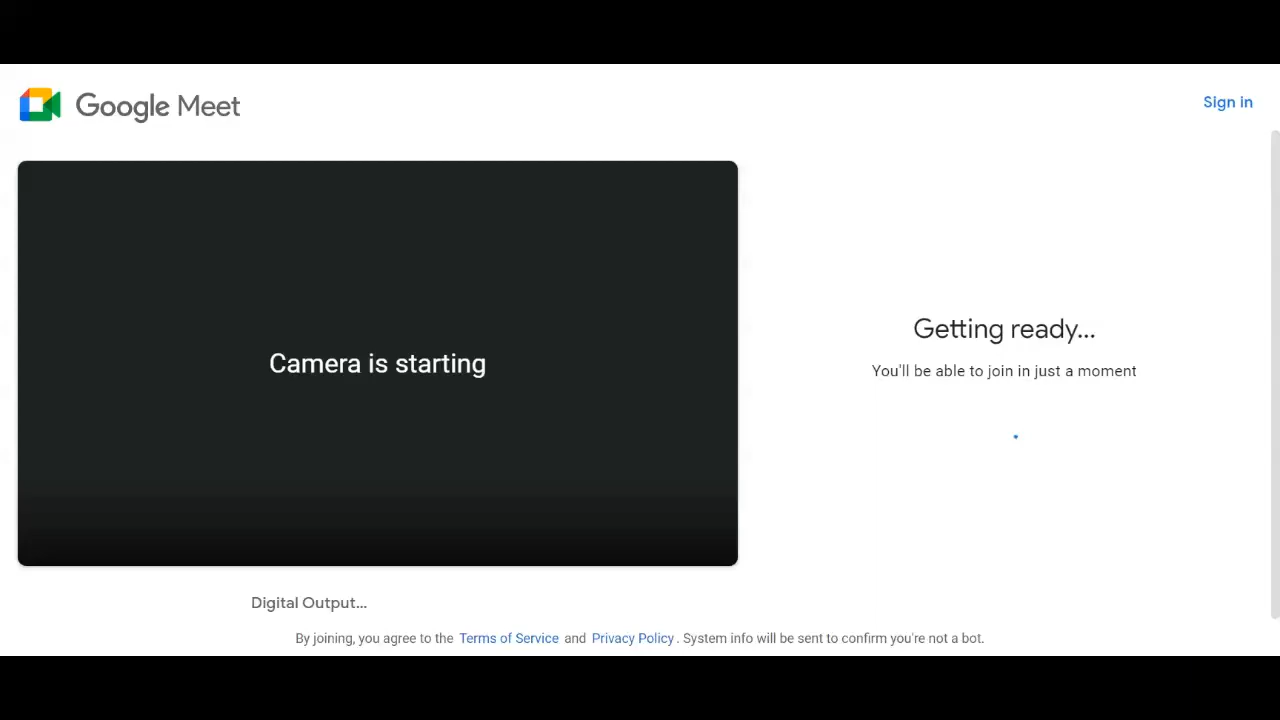 Google Meet
Sign in
Camera is starting
Getting ready...
You'll be able to join in just a moment
Digital Output...
By joining, you agree to the Terms of Service and Privacy Policy. System info will be sent to confirm you're not a bot.